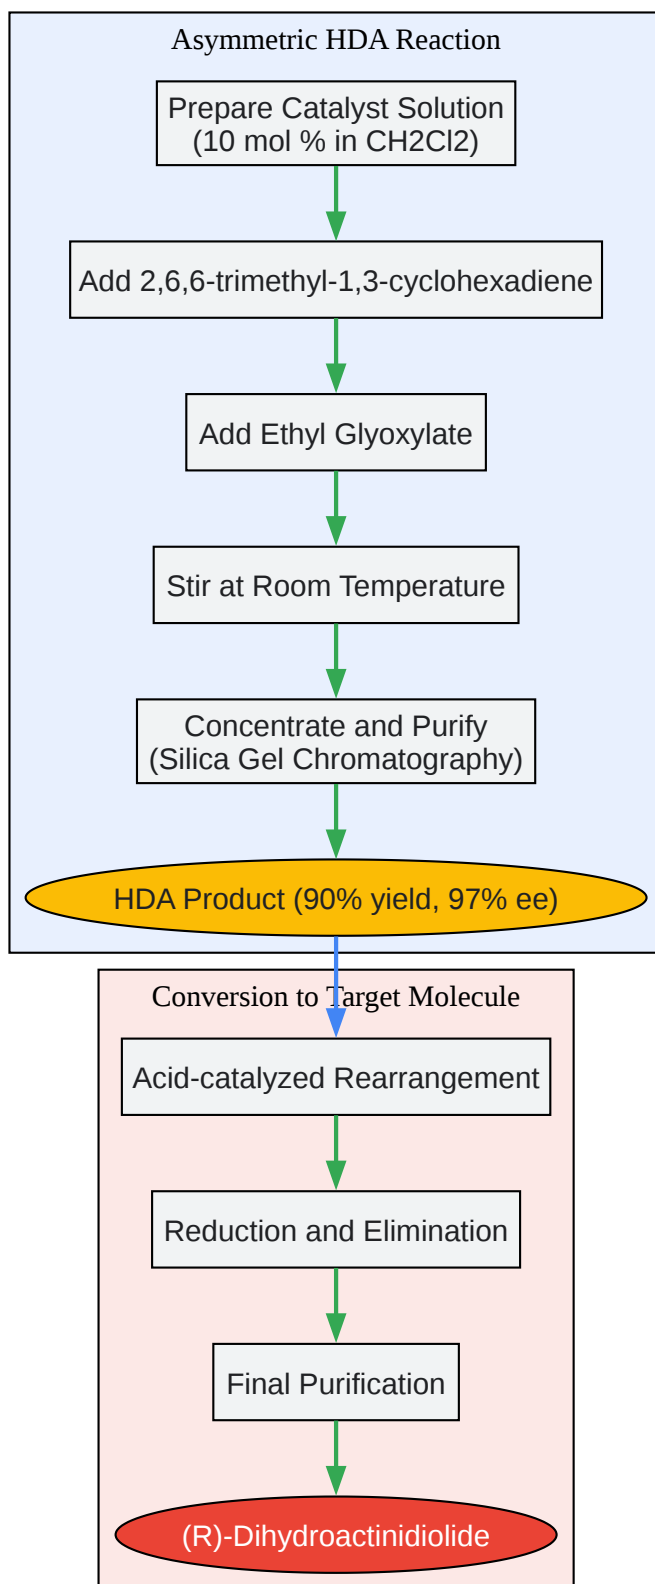 Asymmetric HDA Reaction
Prepare Catalyst Solution
(10 mol % in CH2Cl2)
Add 2,6,6-trimethyl-1,3-cyclohexadiene
Add Ethyl Glyoxylate
Stir at Room Temperature
Concentrate and Purify
(Silica Gel Chromatography)
HDA Product (90% yield, 97% ee)
Conversion to Target Molecule
Acid-catalyzed Rearrangement
Reduction and Elimination
Final Purification
(R)-Dihydroactinidiolide